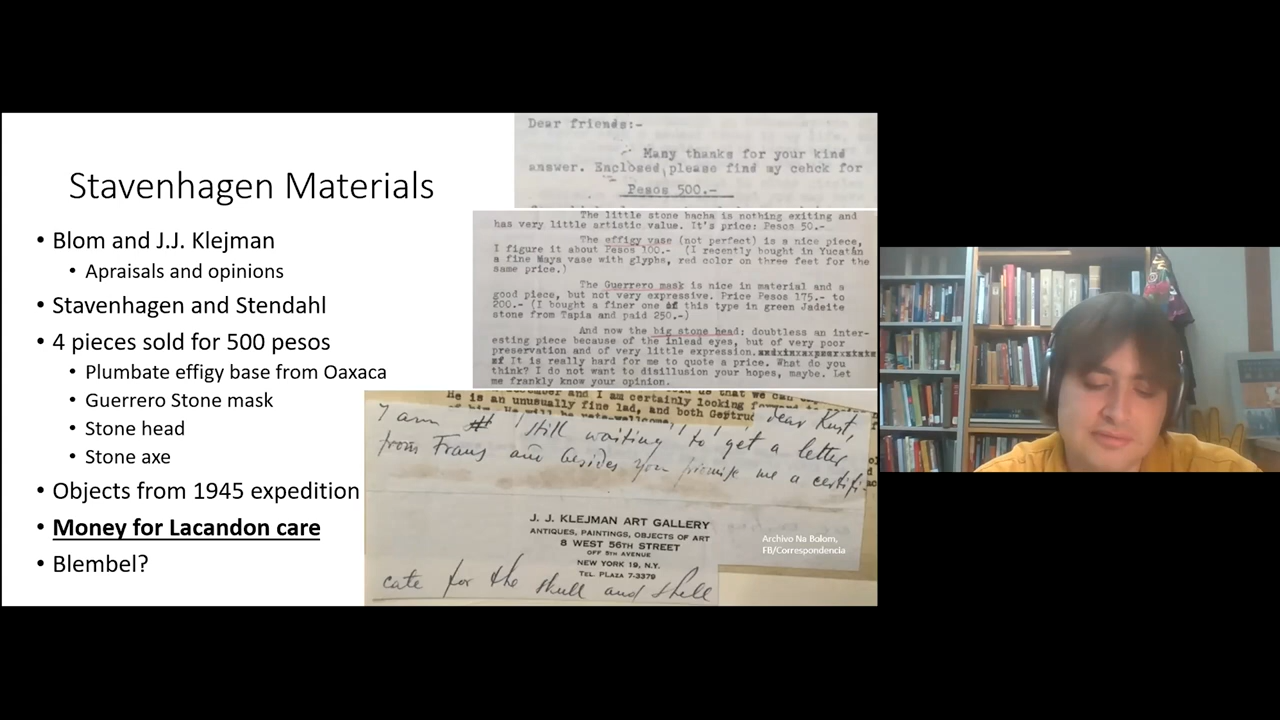 Stavenhagen Materials
• Blom and J.J. Klejman
• Apraisals and opinions
• Stavenhagen and Stendahl
• 4 pieces sold for 500 pesos
• Plumbate effigy base from Oaxaca
• Guerrero Stone mask
• Stone head
• Stone axe
• Objects from 1945 expedition
• Money for Lacandon care
• Blembel?
Dear friends:-
Many thanks for your kind
answer. Enclosed please find my cehck for
Pesos 500.-
The little stone hacha is nothing exiting and
has very little artistic value. It's price: Pesos 50.-
The effigy vase (not perfect) is a nice piece,
I figure it about Pesos 100.- (I recently bought in Yucatán
a fine Maya vase with glyphs, red color on three feet for the
same price.)
The Guerrero mask is nice in material and a
good piece, but not very expressive. Price Pesos 175.- to
200.- (I bought a finer one of this type in green Jadeite
stone from Tapia and paid 250.-)
And now the big stone head: doubtless an inter-
esting piece because of the inlead eyes, but of very poor
preservation and of very little expression.
It is really hard for me to quote a price. What do you
think? I do not want to disillusion your hopes, maybe. Let
me frankly know your opinion.
and I am certainly looking
He is an unusually fine lad, and both
Dear Kurt,
I am still waiting to get a letter
from Frans and besides you promise me a certifi
J. J. KLEJMAN ART GALLERY
ANTIQUES, PAINTINGS, OBJECTS OF ART
8 WEST 56TH STREET
OFF 5TH AVENUE
NEW YORK 19, N.Y.
TEL. PLAZA 7-3379
cate for the skull and shell
Archivo Na Bolom,
FB/Correspondencia